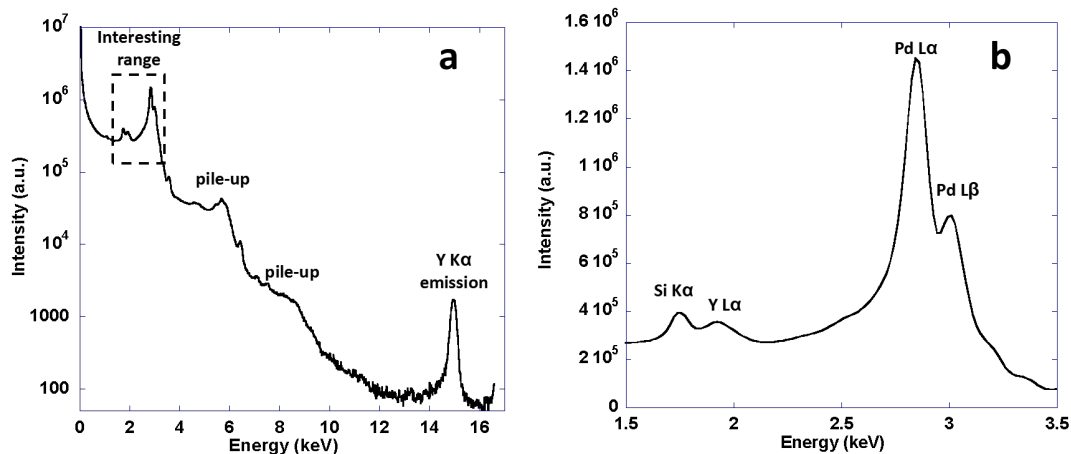 10^7
Interesting
range
a
10^6
10^5
pile-up
10^4
pile-up
Y Kα
emission
1000
100
0 2 4 6 8 10 12 14 16
Energy (keV)
Intensity (a.u.)
1.6 10^6
Pd Lα
b
1.4 10^6
1.2 10^6
1 10^6
Pd Lβ
8 10^5
6 10^5
Si Kα
Y Lα
4 10^5
2 10^5
0
1.5 2 2.5 3 3.5
Energy (keV)
Intensity (a.u.)